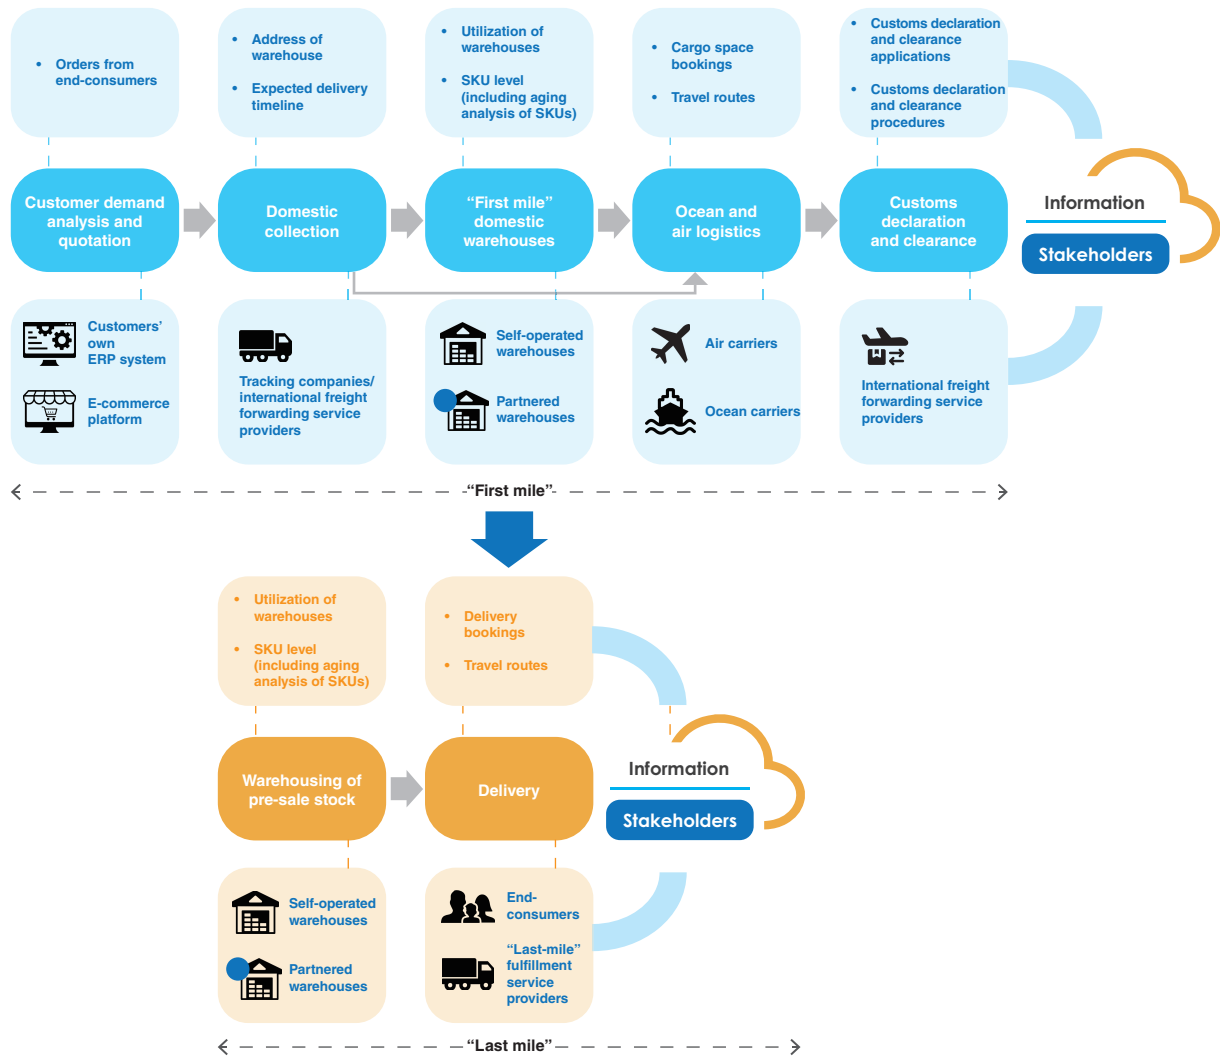 • Orders from
end-consumers
• Address of
warehouse
• Expected delivery
timeline
• Utilization of
warehouses
• SKU level
(including aging
analysis of SKUs)
• Cargo space
bookings
• Travel routes
• Customs declaration
and clearance
applications
• Customs declaration
and clearance
procedures
Customer demand
analysis and
quotation
Domestic
collection
“First mile”
domestic
warehouses
Ocean and
air logistics
Customs
declaration
and clearance
Information
Stakeholders
Customers’
own
ERP system
E-commerce
platform
Tracking companies/
international freight
forwarding service
providers
Self-operated
warehouses
Partnered
warehouses
Air carriers
Ocean carriers
International freight
forwarding service
providers
“First mile”
• Utilization of
warehouses
• SKU level
(including aging
analysis of SKUs)
• Delivery
bookings
• Travel routes
Warehousing of
pre-sale stock
Delivery
Information
Stakeholders
Self-operated
warehouses
Partnered
warehouses
End-
consumers
“Last-mile”
fulfillment
service
providers
“Last mile”